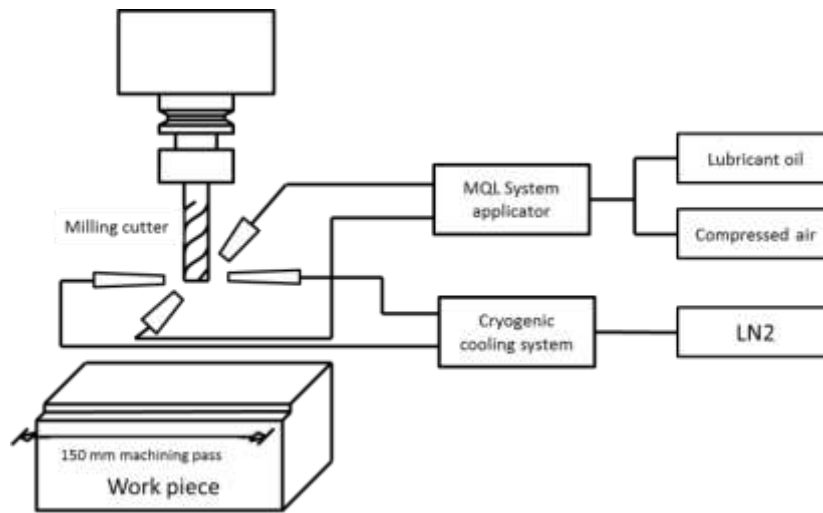 Milling cutter
MQL System
applicator
Lubricant oil
Compressed air
Cryogenic
cooling system
LN2
150 mm machining pass
Work piece